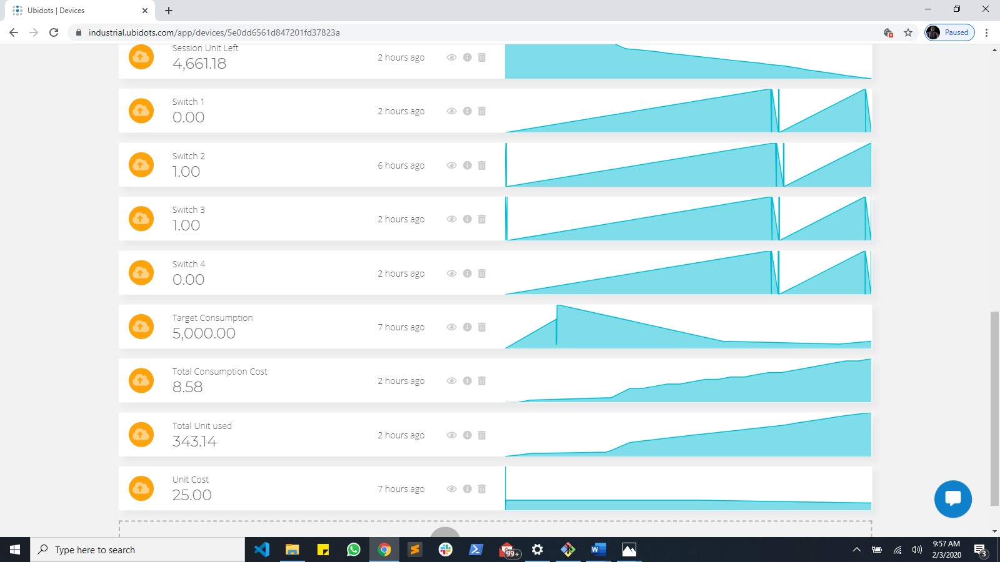 Ubidots | Devices
industrial.ubidots.com/app/devices/5e0dd6561d847201fd37823a
Paused
Session Unit Left
4,661.18
2 hours ago
Switch 1
0.00
2 hours ago
Switch 2
1.00
6 hours ago
Switch 3
1.00
2 hours ago
Switch 4
0.00
2 hours ago
Target Consumption
5,000.00
7 hours ago
Total Consumption Cost
8.58
2 hours ago
Total Unit used
343.14
2 hours ago
Unit Cost
25.00
7 hours ago
Type here to search
99+
9:57 AM
2/3/2020
3